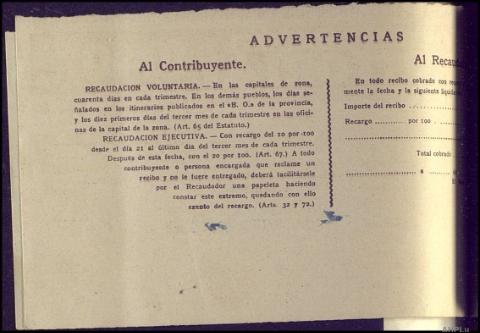 ADVERTENCIAS
Al Contribuyente.
RECAUDACION VOLUNTARIA.—En las capitales de zona,
cuarenta días en cada trimestre. En los demás pueblos, los días se-
ñalados en los itinerarios publicados en el «B. O.» de la provincia,
y los diez primeros días del tercer mes de cada trimestre en las ofici-
nas de la capital de la zona. (Art. 65 del Estatuto.)
RECAUDACION EJECUTIVA.—Con recargo del 10 por 100
desde el día 21 al último día del tercer mes de cada trimestre.
Después de esta fecha, con el 20 por 100. (Art. 67.) A todo
contribuyente o persona encargada que reclame un
recibo y no le fuere entregado, deberá facilitársele
por el Recaudador una papeleta haciendo
constar este extremo, quedando con ello
exento del recargo. (Arts. 32 y 72.)
Al Recau
En todo recibo cobrado con
mente la fecha y la siguiente
Importe del recibo
Recargo por 100
Total cobrado